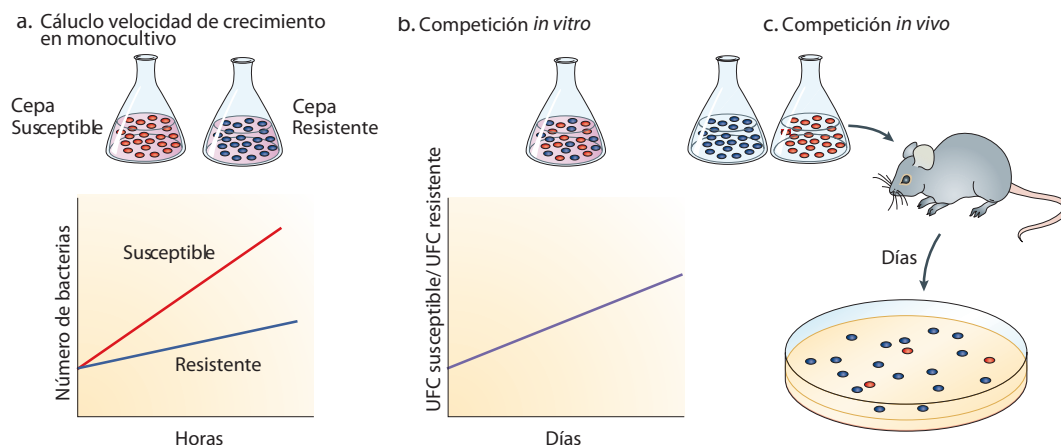 a. Cáluclo velocidad de crecimiento
en monocultivo
Cepa
Susceptible
Cepa
Resistente
Número de bacterias
Susceptible
Resistente
Horas
b. Competición in vitro
UFC susceptible/ UFC resistente
Días
c. Competición in vivo
Días